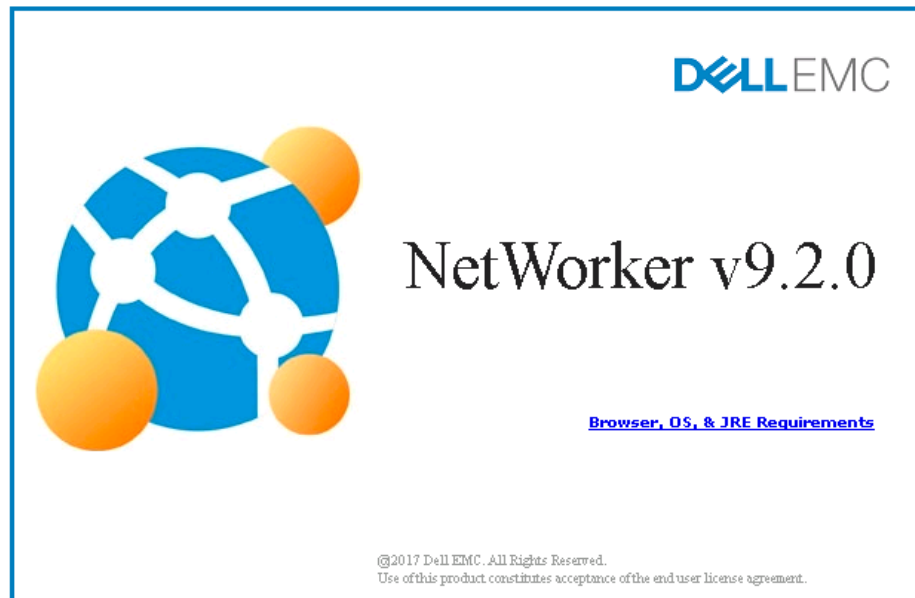 DELLEMC
NetWorker v9.2.0
Browser, OS, & JRE Requirements
@2017 Dell EMC. All Rights Reserved.
Use of this product constitutes acceptance of the end user license agreement.